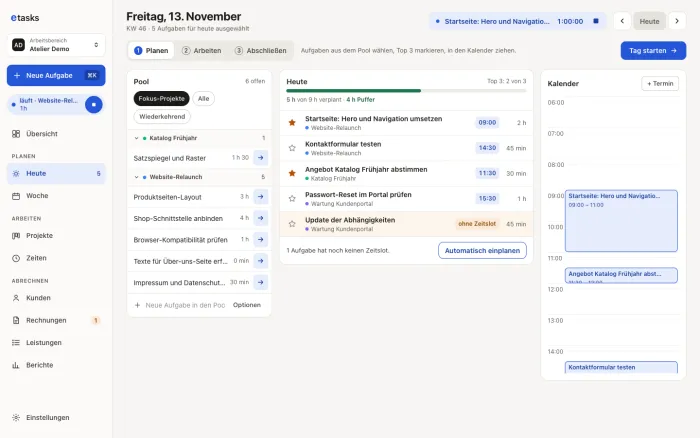 etasks
AD
Arbeitsbereich
Atelier Demo
+ Neue Aufgabe ⌘K
läuft · Website-Rel...
1h
Übersicht
PLANEN
Heute 5
Woche
ARBEITEN
Projekte
Zeiten
ABRECHNEN
Kunden
Rechnungen 1
Leistungen
Berichte
Einstellungen
Freitag, 13. November
KW 46 · 5 Aufgaben für heute ausgewählt
Startseite: Hero und Navigatio... 1:00:00
Heute
1 Planen
2 Arbeiten
3 Abschließen
Aufgaben aus dem Pool wählen, Top 3 markieren, in den Kalender ziehen.
Tag starten →
Pool 6 offen
Fokus-Projekte
Alle
Wiederkehrend
Katalog Frühjahr 1
Satzspiegel und Raster 1 h 30 →
Website-Relaunch 5
Produktseiten-Layout 3 h →
Shop-Schnittstelle anbinden 4 h →
Browser-Kompatibilität prüfen 1 h →
Texte für Über-uns-Seite erf... 0 min →
Impressum und Datenschut... 30 min →
+ Neue Aufgabe in den Poo Optionen
Heute Top 3: 2 von 3
5 h von 9 h verplant · 4 h Puffer
Startseite: Hero und Navigation umsetzen
Website-Relaunch
09:00 2 h
Kontaktformular testen
Website-Relaunch
14:30 45 min
Angebot Katalog Frühjahr abstimmen
Katalog Frühjahr
11:30 30 min
Passwort-Reset im Portal prüfen
Wartung Kundenportal
15:30 1 h
Update der Abhängigkeiten
Wartung Kundenportal
ohne Zeitslot 45 min
1 Aufgabe hat noch keinen Zeitslot.
Automatisch einplanen
Kalender + Termin
06:00
07:00
08:00
09:00
Startseite: Hero und Navigatio...
09:00 – 11:00
10:00
11:00
Angebot Katalog Frühjahr abst...
12:00
13:00
14:00
Kontaktformular testen